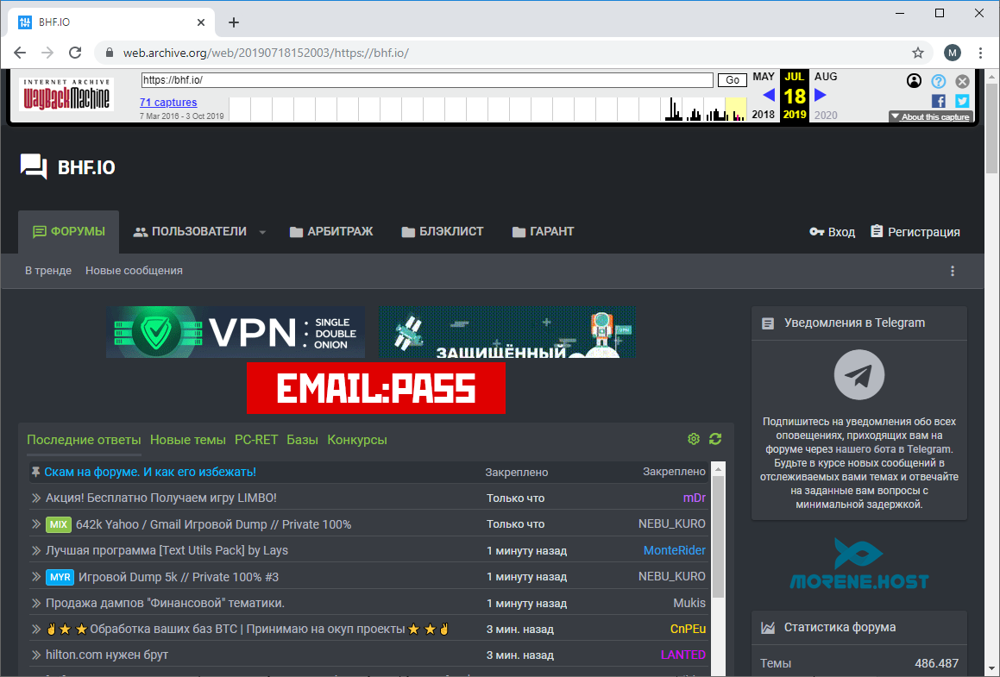 BHF.IO
web.archive.org/web/20190718152003/https://bhf.io/
M
INTERNET ARCHIVE
WayBackMachine
https://bhf.io/
Go
MAY
JUL
AUG
71 captures
7 Mar 2016 - 3 Oct 2019
18
2018
2019
2020
About this capture
BHF.IO
ФОРУМЫ
ПОЛЬЗОВАТЕЛИ
АРБИТРАЖ
БЛЭКЛИСТ
ГАРАНТ
Вход
Регистрация
В тренде
Новые сообщения
VPN : SINGLE
DOUBLE
ONION
ЗАЩИЩЁННЫЙ
EMAIL:PASS
Уведомления в Telegram
Подпишитесь на уведомления обо всех
оповещениях, приходящих вам на
форуме через нашего бота в Telegram.
Будьте в курсе новых сообщений в
отслеживаемых вами темах и отвечайте
на заданные вам вопросы с
минимальной задержкой.
Последние ответы Новые темы PC-RET Базы Конкурсы
Скам на форуме. И как его избежать! Закреплено Закреплено
Акция! Бесплатно Получаем игру LIMBO! Только что mDr
MIX 642k Yahoo / Gmail Игровой Dump // Private 100% Только что NEBU_KURO
Лучшая программа [Text Utils Pack] by Lays 1 минуту назад MonteRider
MYR Игровой Dump 5k // Private 100% #3 1 минуту назад NEBU_KURO
Продажа дампов "Финансовой" тематики. 1 минуту назад Mukis
✌★ ★ Обработка ваших баз BTC | Принимаю на окуп проекты ★ ★✌ 3 мин. назад CnPEu
hilton.com нужен брут 3 мин. назад LANTED
MORENE.HOST
Статистика форума
Темы 486.487